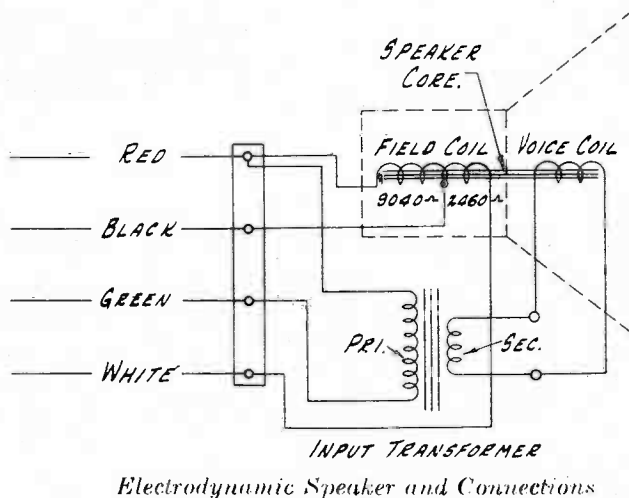 SPEAKER
CORE.
FIELD COIL VOICE COIL
RED
9040~ 2460~
BLACK
GREEN
PRI. SEC.
WHITE
INPUT TRANSFORMER
Electrodynamic Speaker and Connections